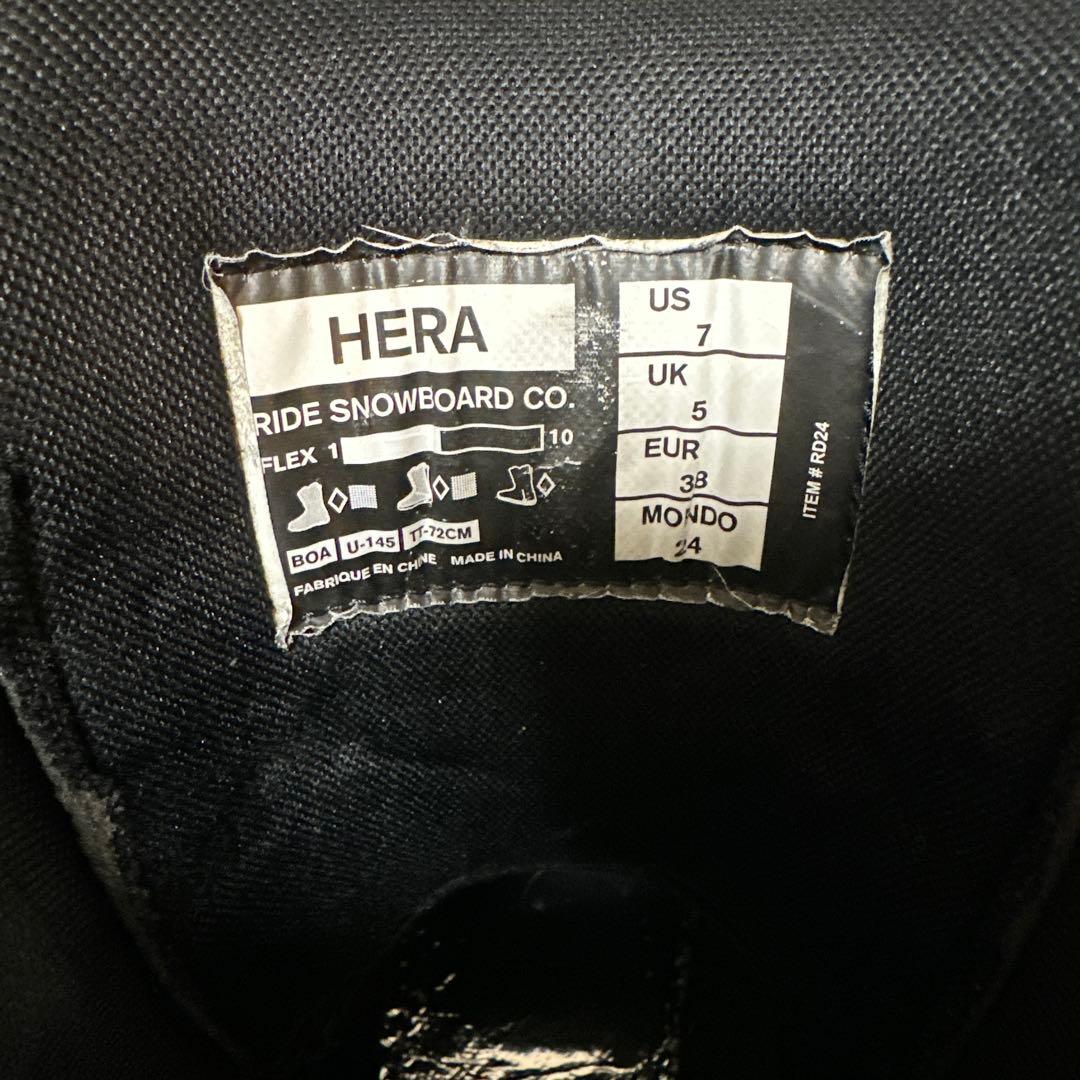 HERA
RIDE SNOWBOARD CO.
FLEX 1 10
BOA U-145 TT-72CM
FABRIQUE EN CHINE MADE IN CHINA
US
7
UK
5
EUR
38
MONDO
24
ITEM # RD24